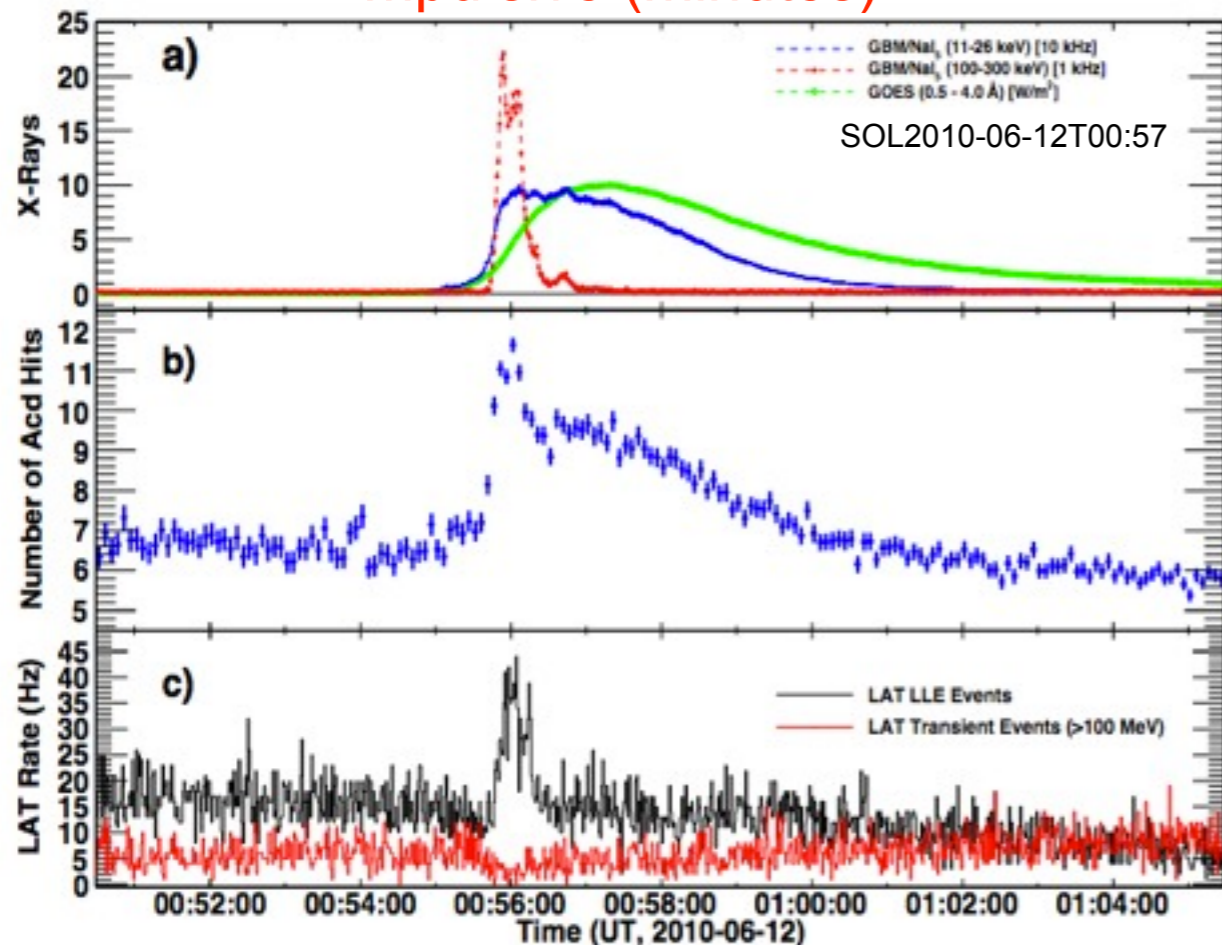 (minutes)
25
20
15
10
5
0
X-Rays
a)
GBM/NaI5 (11-26 keV) [10 kHz]
GBM/NaI5 (100-300 keV) [1 kHz]
GOES (0.5 - 4.0 Å) [W/m²]
SOL2010-06-12T00:57
12
11
10
9
8
7
6
5
Number of Acd Hits
b)
45
40
35
30
25
20
15
10
5
0
LAT Rate (Hz)
c)
LAT LLE Events
LAT Transient Events (>100 MeV)
00:52:00 00:54:00 00:56:00 00:58:00 01:00:00 01:02:00 01:04:00
Time (UT, 2010-06-12)